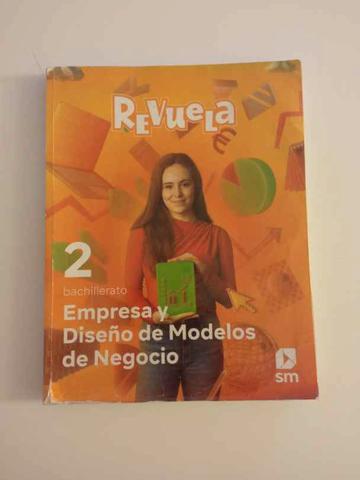 REVUELA
2
bachillerato
Empresa y
Diseño de Modelos
de Negocio
sm